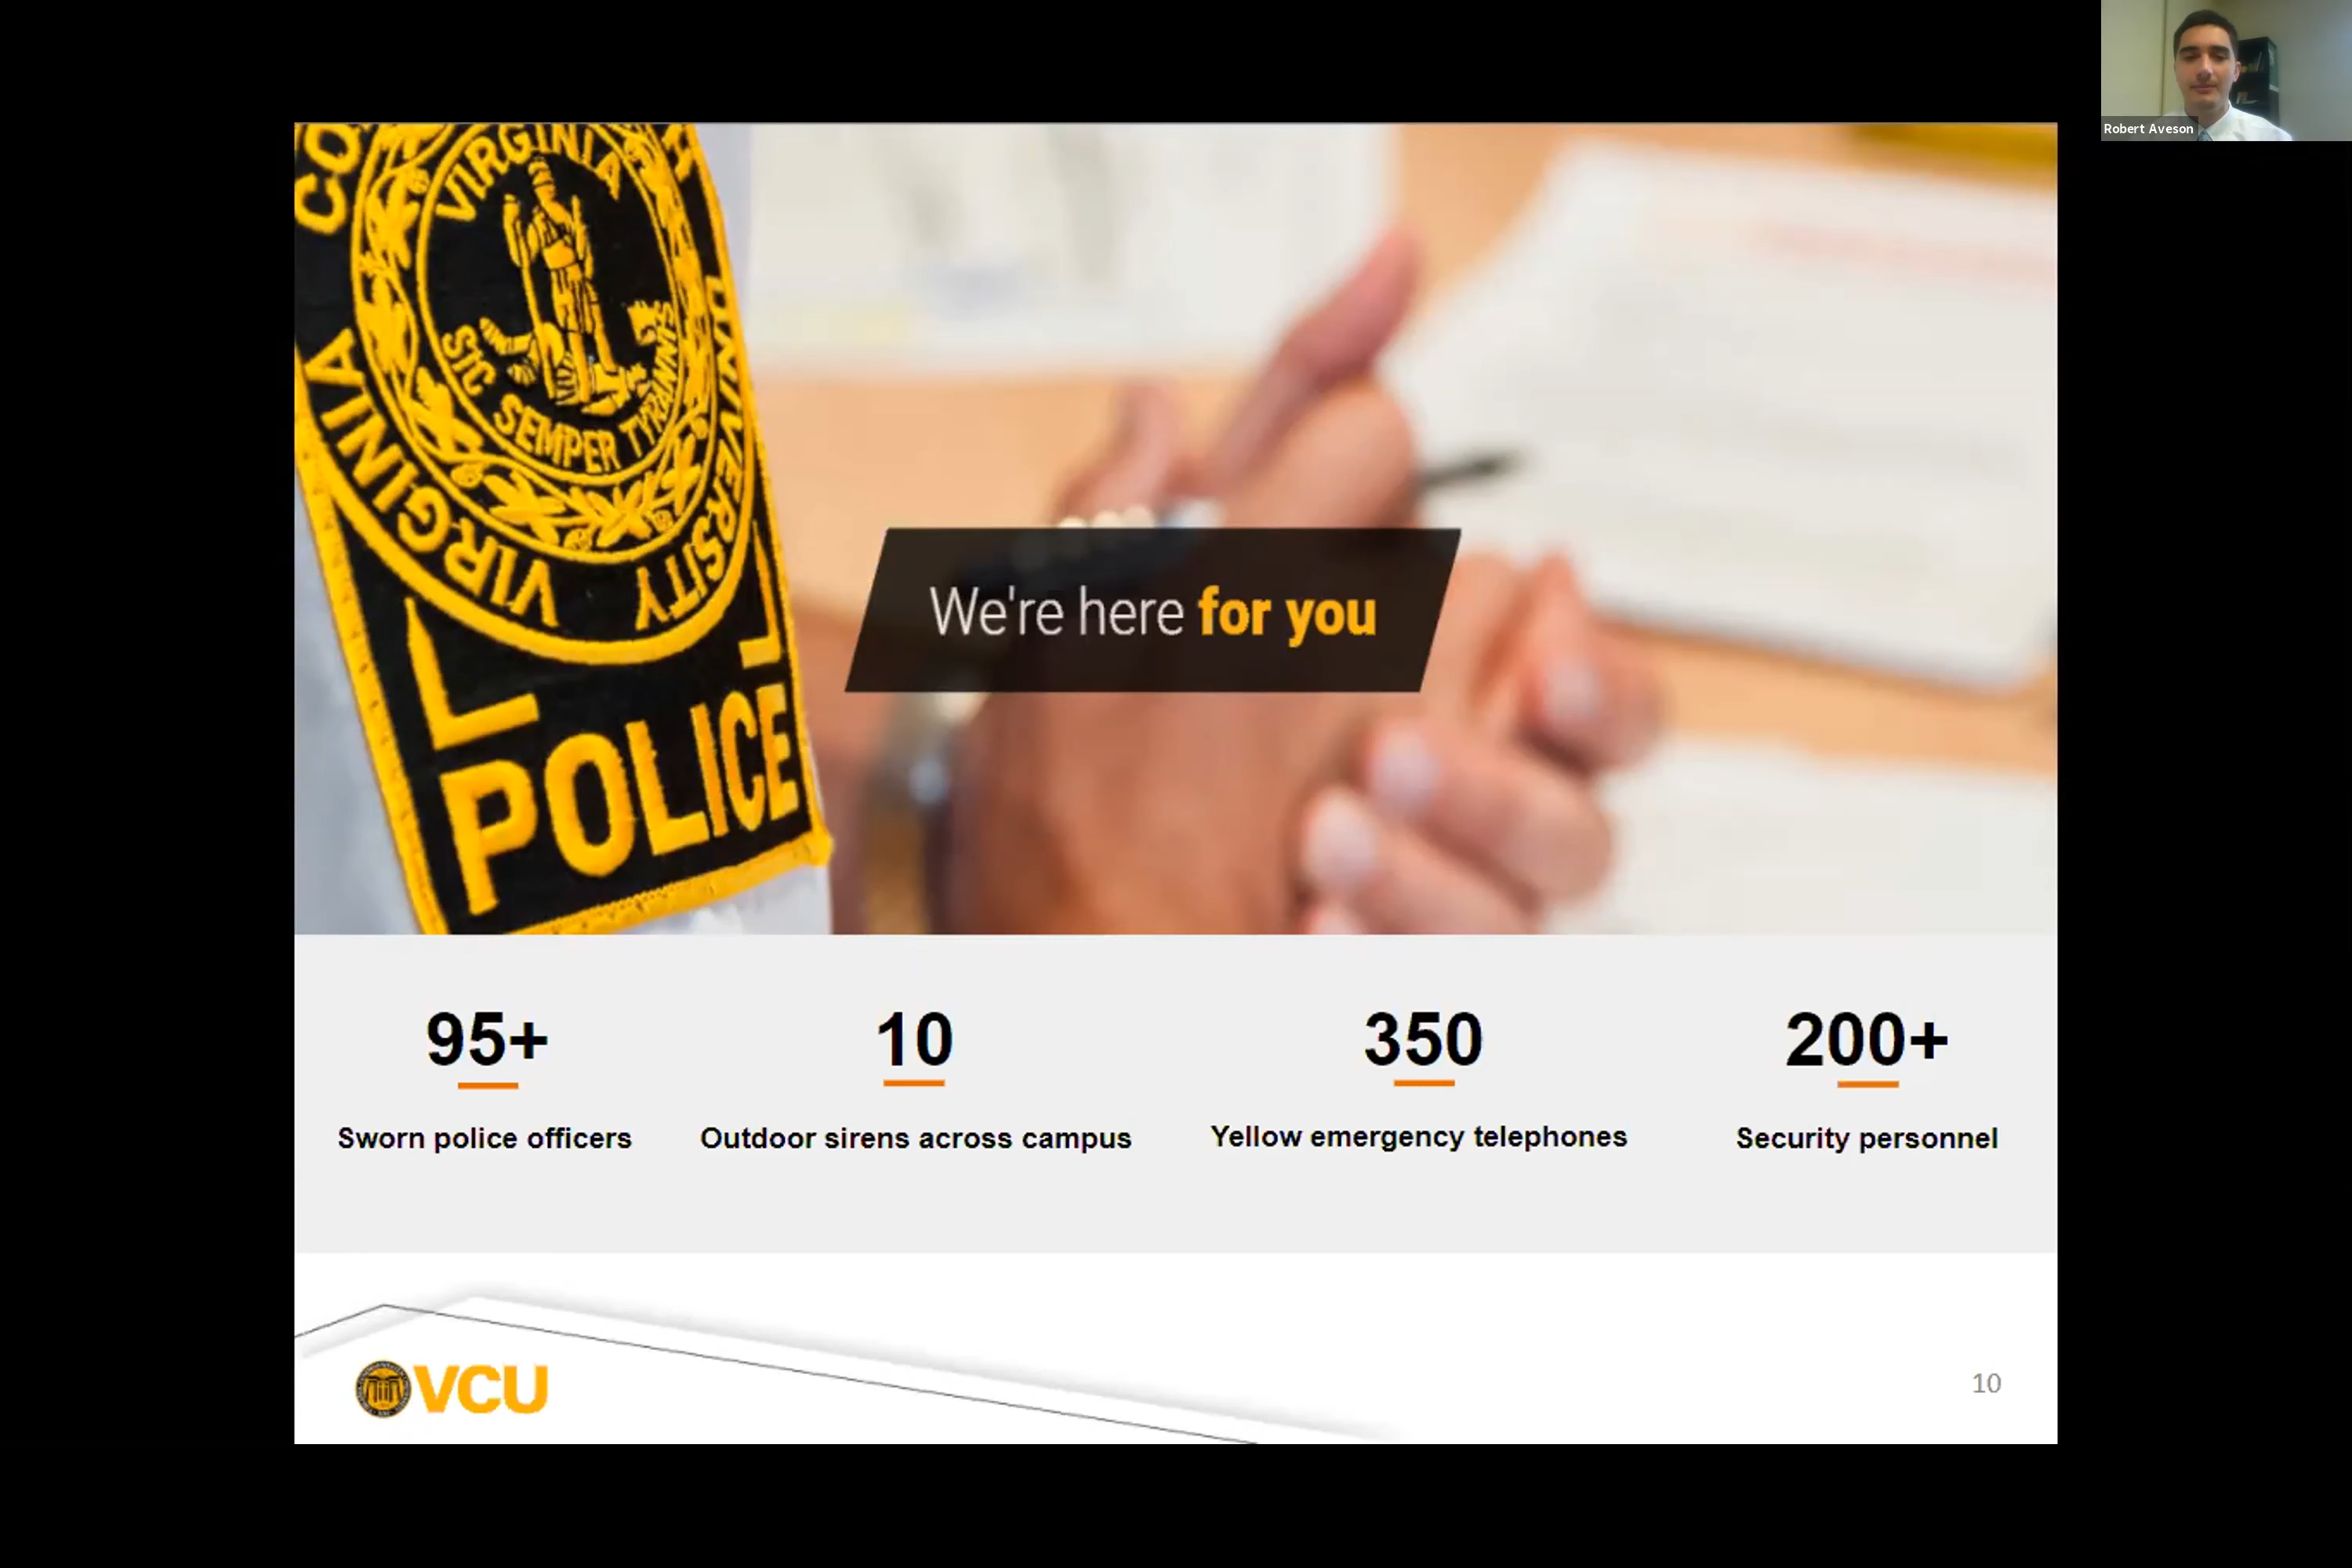 Robert Aveson
CO
VIRGINIA
SIC SEMPER TYRANNIS
VIRGINIA
UNIVERSITY
POLICE
We're here for you
95+
10
350
200+
Sworn police officers
Outdoor sirens across campus
Yellow emergency telephones
Security personnel
VCU
10